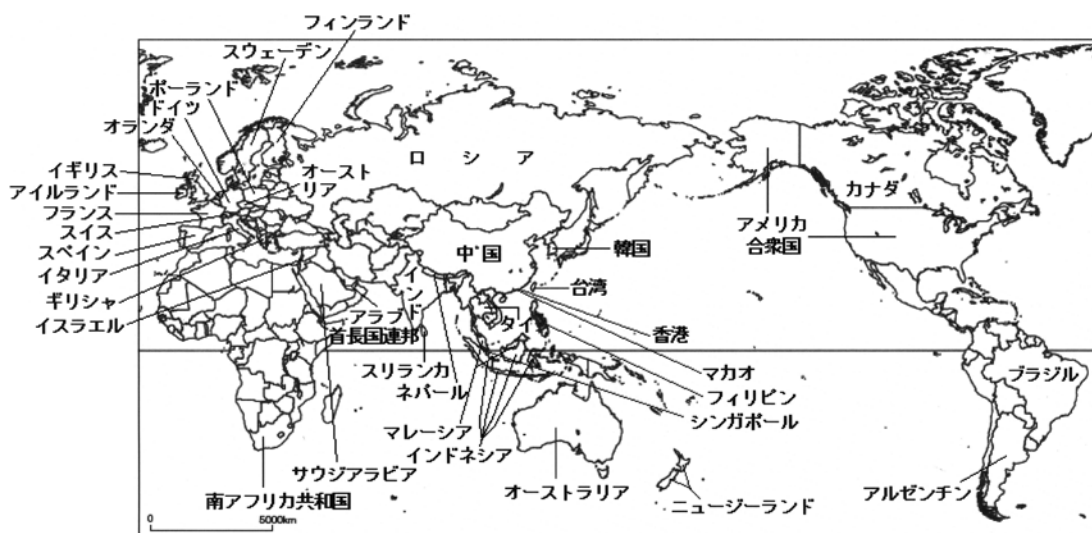 フィンランド
スウェーデン
ポーランド
ドイツ
オランダ
イギリス
アイルランド
フランス
スイス
スペイン
イタリア
ギリシャ
イスラエル
オースト
リア
ロシア
中国
韓国
台湾
香港
マカオ
フィリピン
シンガポール
インド
タイ
アラブ
首長国連邦
スリランカ
ネパール
マレーシア
インドネシア
サウジアラビア
南アフリカ共和国
オーストラリア
ニュージーランド
カナダ
アメリカ
合衆国
ブラジル
アルゼンチン
0
5000km